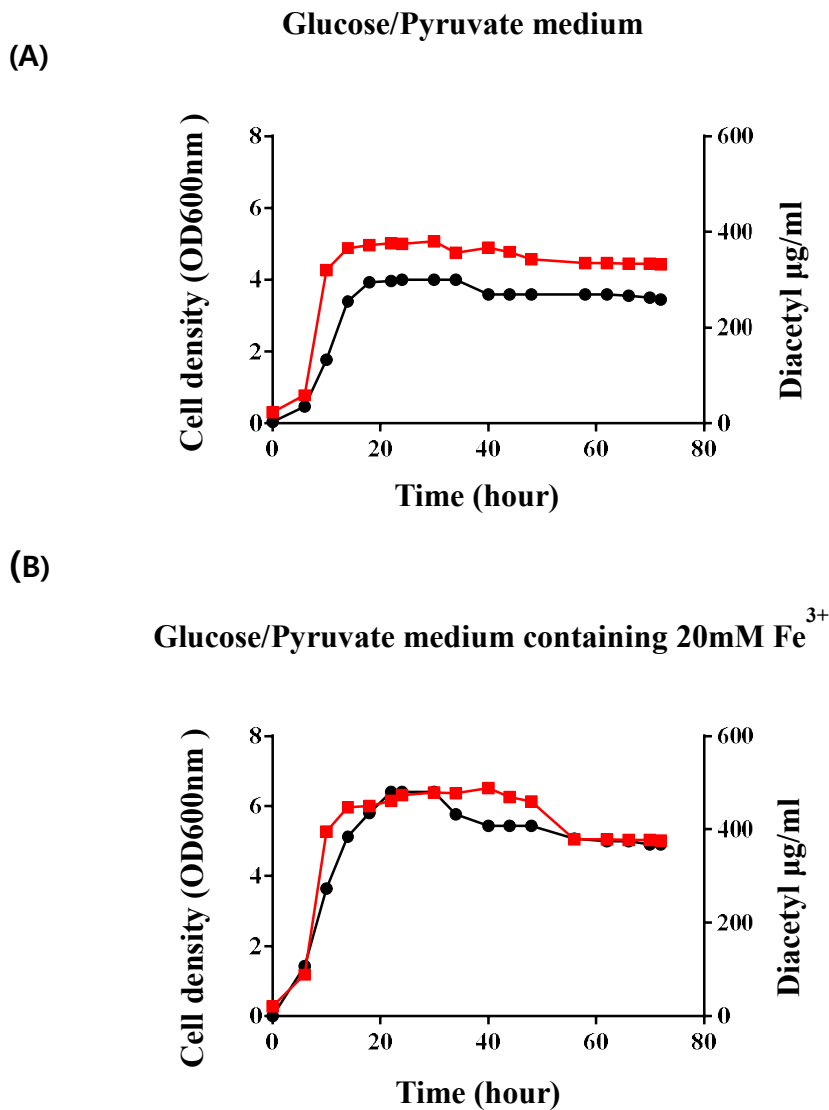 Glucose/Pyruvate medium
(A)
Cell density (OD600nm )
8
6
4
2
0
600
400
200
0
Diacetyl µg/ml
0 20 40 60 80
Time (hour)
(B)
Glucose/Pyruvate medium containing 20mM Fe³⁺
Cell density (OD600nm )
8
6
4
2
0
600
400
200
0
Diacetyl µg/ml
0 20 40 60 80
Time (hour)